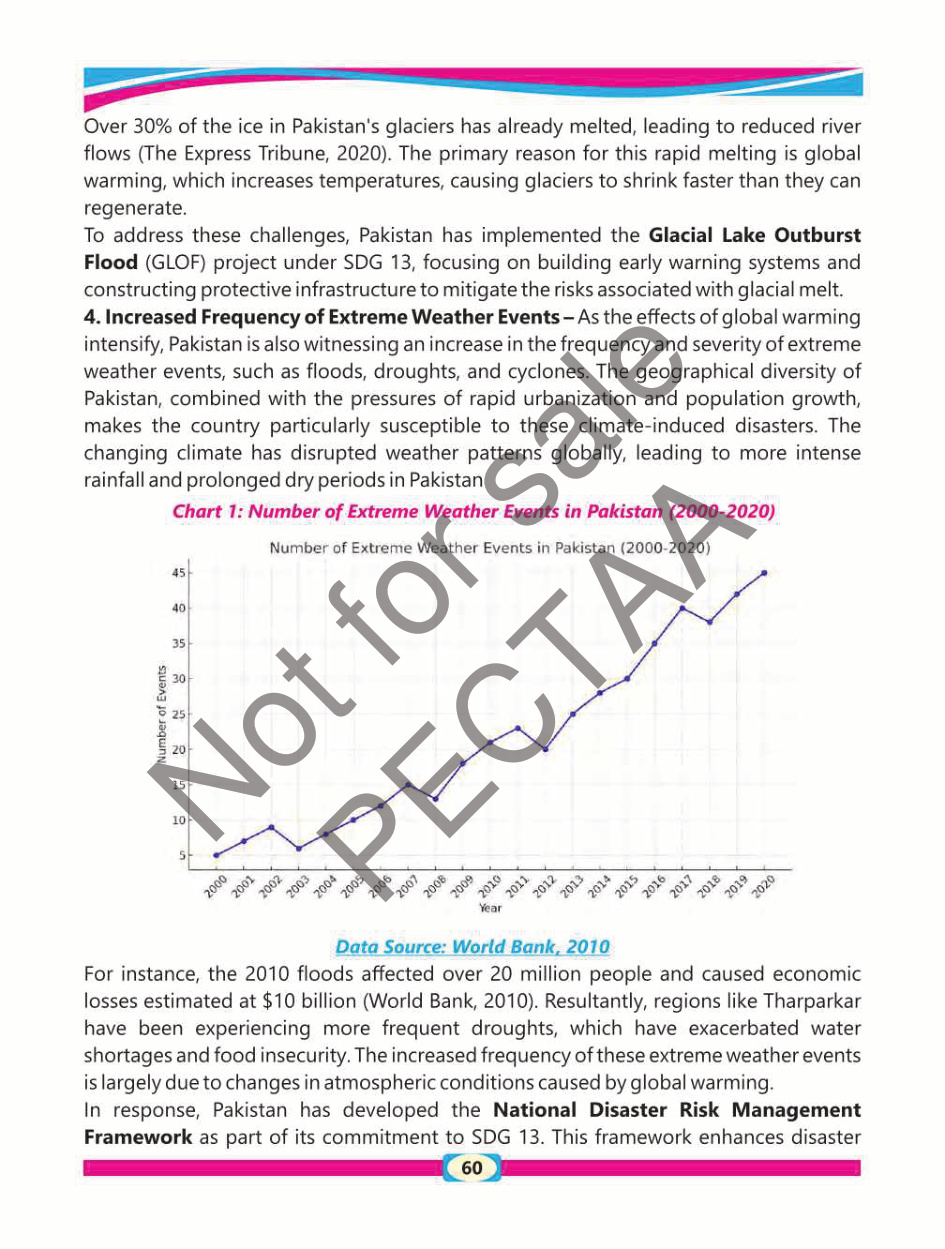 Over 30% of the ice in Pakistan's glaciers has already melted, leading to reduced river
flows (The Express Tribune, 2020). The primary reason for this rapid melting is global
warming, which increases temperatures, causing glaciers to shrink faster than they can
regenerate.
To address these challenges, Pakistan has implemented the Glacial Lake Outburst
Flood (GLOF) project under SDG 13, focusing on building early warning systems and
constructing protective infrastructure to mitigate the risks associated with glacial melt.
4. Increased Frequency of Extreme Weather Events – As the effects of global warming
intensify, Pakistan is also witnessing an increase in the frequency and severity of extreme
weather events, such as floods, droughts, and cyclones. The geographical diversity of
Pakistan, combined with the pressures of rapid urbanization and population growth,
makes the country particularly susceptible to these climate-induced disasters. The
changing climate has disrupted weather patterns globally, leading to more intense
rainfall and prolonged dry periods in Pakistan
Chart 1: Number of Extreme Weather Events in Pakistan (2000-2020)
Number of Extreme Weather Events in Pakistan (2000-2020)
Number of Events
45
40
35
30
25
20
15
10
5
2000 2001 2002 2003 2004 2005 2006 2007 2008 2009 2010 2011 2012 2013 2014 2015 2016 2017 2018 2019 2020
Year
Data Source: World Bank, 2010
For instance, the 2010 floods affected over 20 million people and caused economic
losses estimated at $10 billion (World Bank, 2010). Resultantly, regions like Tharparkar
have been experiencing more frequent droughts, which have exacerbated water
shortages and food insecurity. The increased frequency of these extreme weather events
is largely due to changes in atmospheric conditions caused by global warming.
In response, Pakistan has developed the National Disaster Risk Management
Framework as part of its commitment to SDG 13. This framework enhances disaster
60
Not for sale
PECTAA